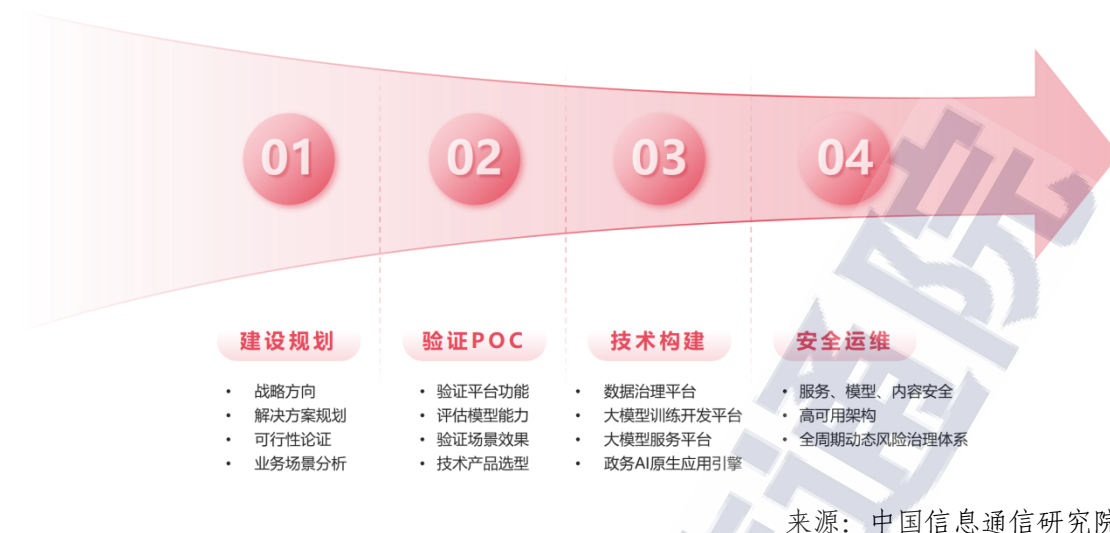 01
02
03
04
建设规划
验证POC
技术构建
安全运维
• 战略方向
• 解决方案规划
• 可行性论证
• 业务场景分析
• 验证平台功能
• 评估模型能力
• 验证场景效果
• 技术产品选型
• 数据治理平台
• 大模型训练开发平台
• 大模型服务平台
• 政务AI原生应用引擎
• 服务、模型、内容安全
• 高可用架构
• 全周期动态风险治理体系
来源：中国信息通信研究院